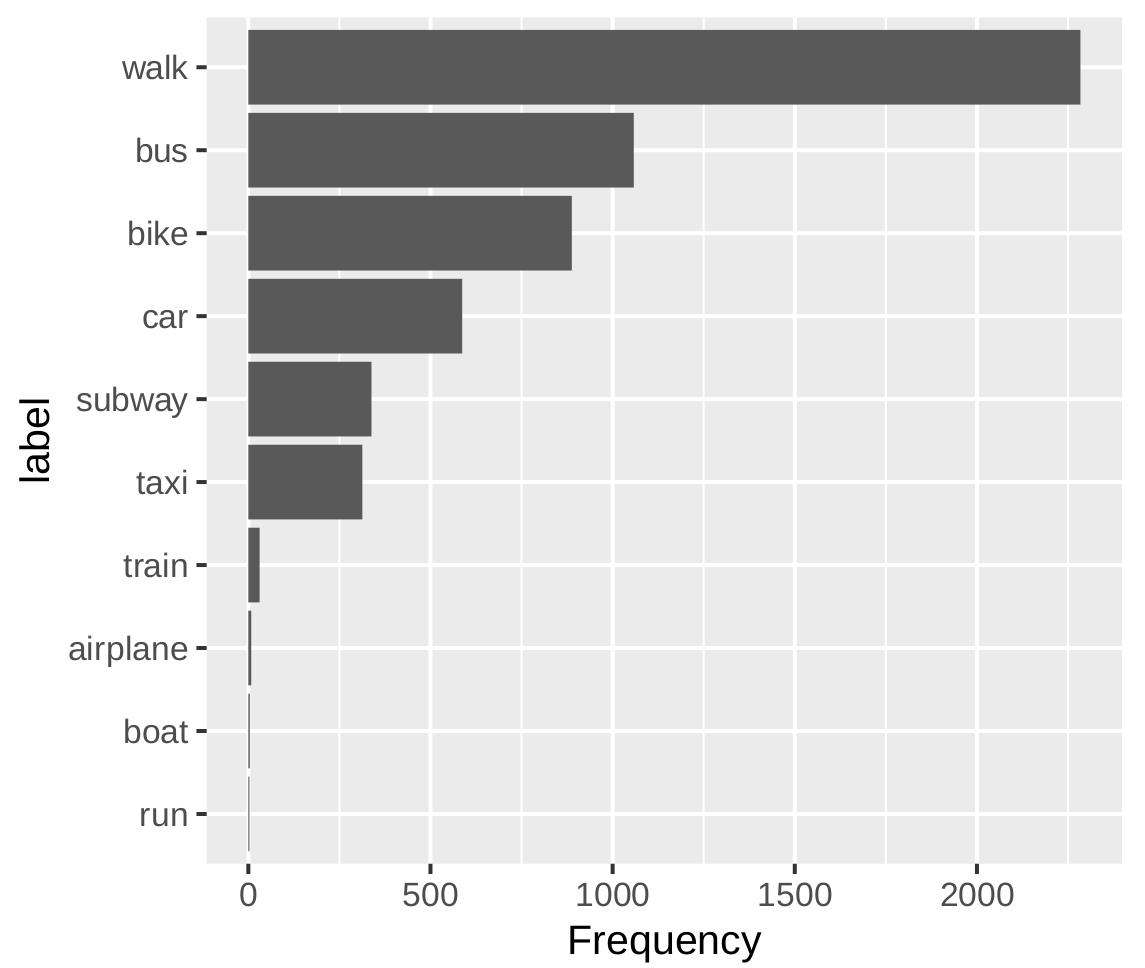 walk
bus
bike
car
subway
taxi
train
airplane
boat
run
label
0 500 1000 1500 2000
Frequency